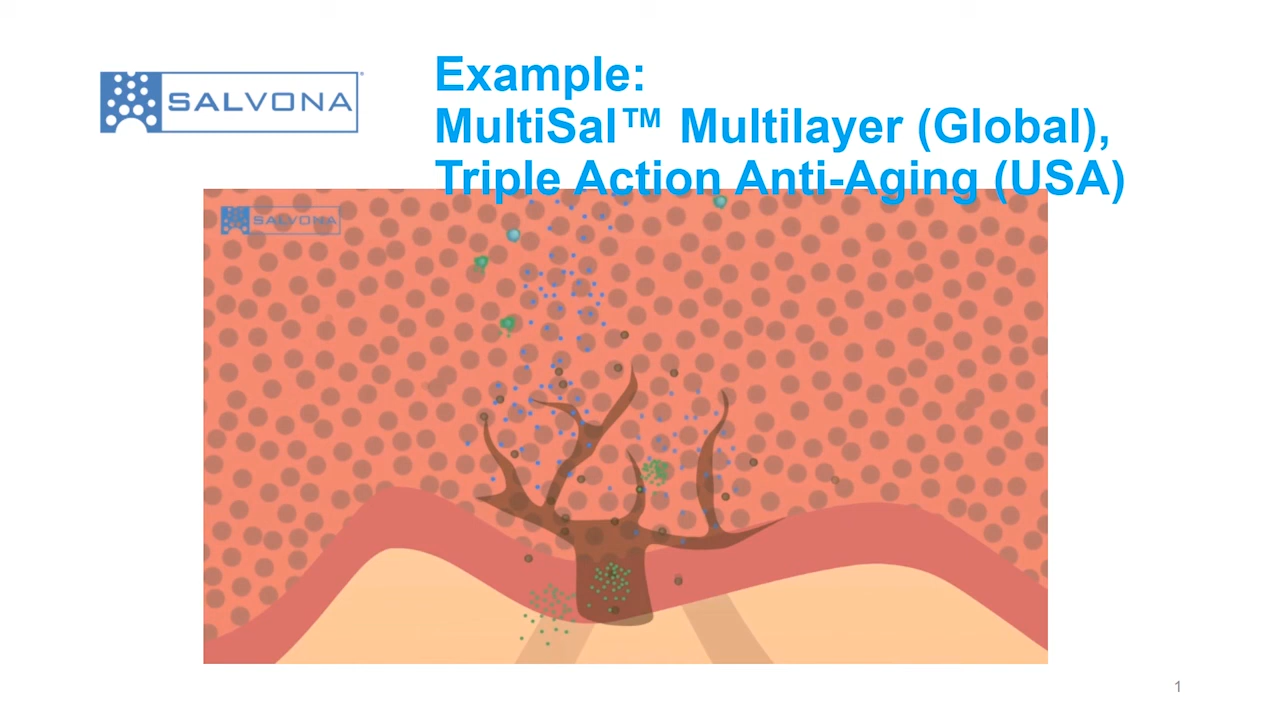 SALVONA
Example:
MultiSal™ Multilayer (Global),
Triple Action Anti-Aging (USA)
SALVONA
1